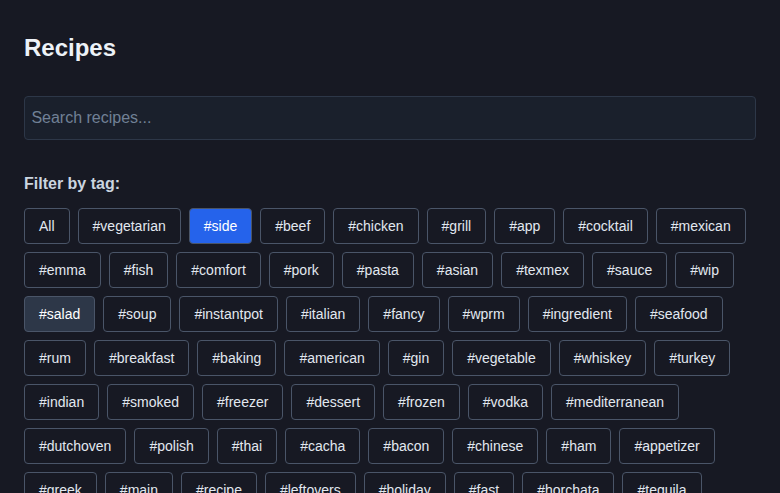 Recipes
Search recipes...
Filter by tag:
All #vegetarian #side #beef #chicken #grill #app #cocktail #mexican
#emma #fish #comfort #pork #pasta #asian #texmex #sauce #wip
#salad #soup #instantpot #italian #fancy #wprm #ingredient #seafood
#rum #breakfast #baking #american #gin #vegetable #whiskey #turkey
#indian #smoked #freezer #dessert #frozen #vodka #mediterranean
#dutchoven #polish #thai #cacha #bacon #chinese #ham #appetizer
#greek #main #recipe #leftovers #holiday #fast #horchata #tequila